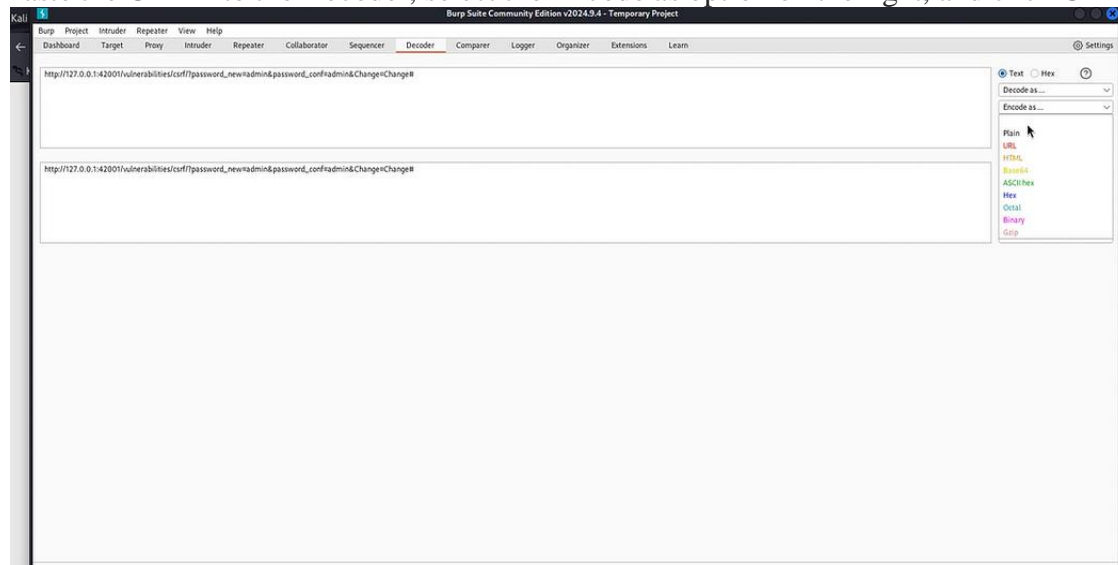 Burp Suite Community Edition v2024.9.4 - Temporary Project
Kali
Burp Project Intruder Repeater View Help
Dashboard Target Proxy Intruder Repeater Collaborator Sequencer Decoder Comparer Logger Organizer Extensions Learn Settings
http://127.0.0.1:42001/vulnerabilities/csrf/?password_new=admin&password_conf=admin&Change=Change#
Text Hex ?
Decode as ...
Encode as ...
Plain
URL
HTML
Base64
ASCII hex
Hex
Octal
Binary
Gzip
http://127.0.0.1:42001/vulnerabilities/csrf/?password_new=admin&password_conf=admin&Change=Change#